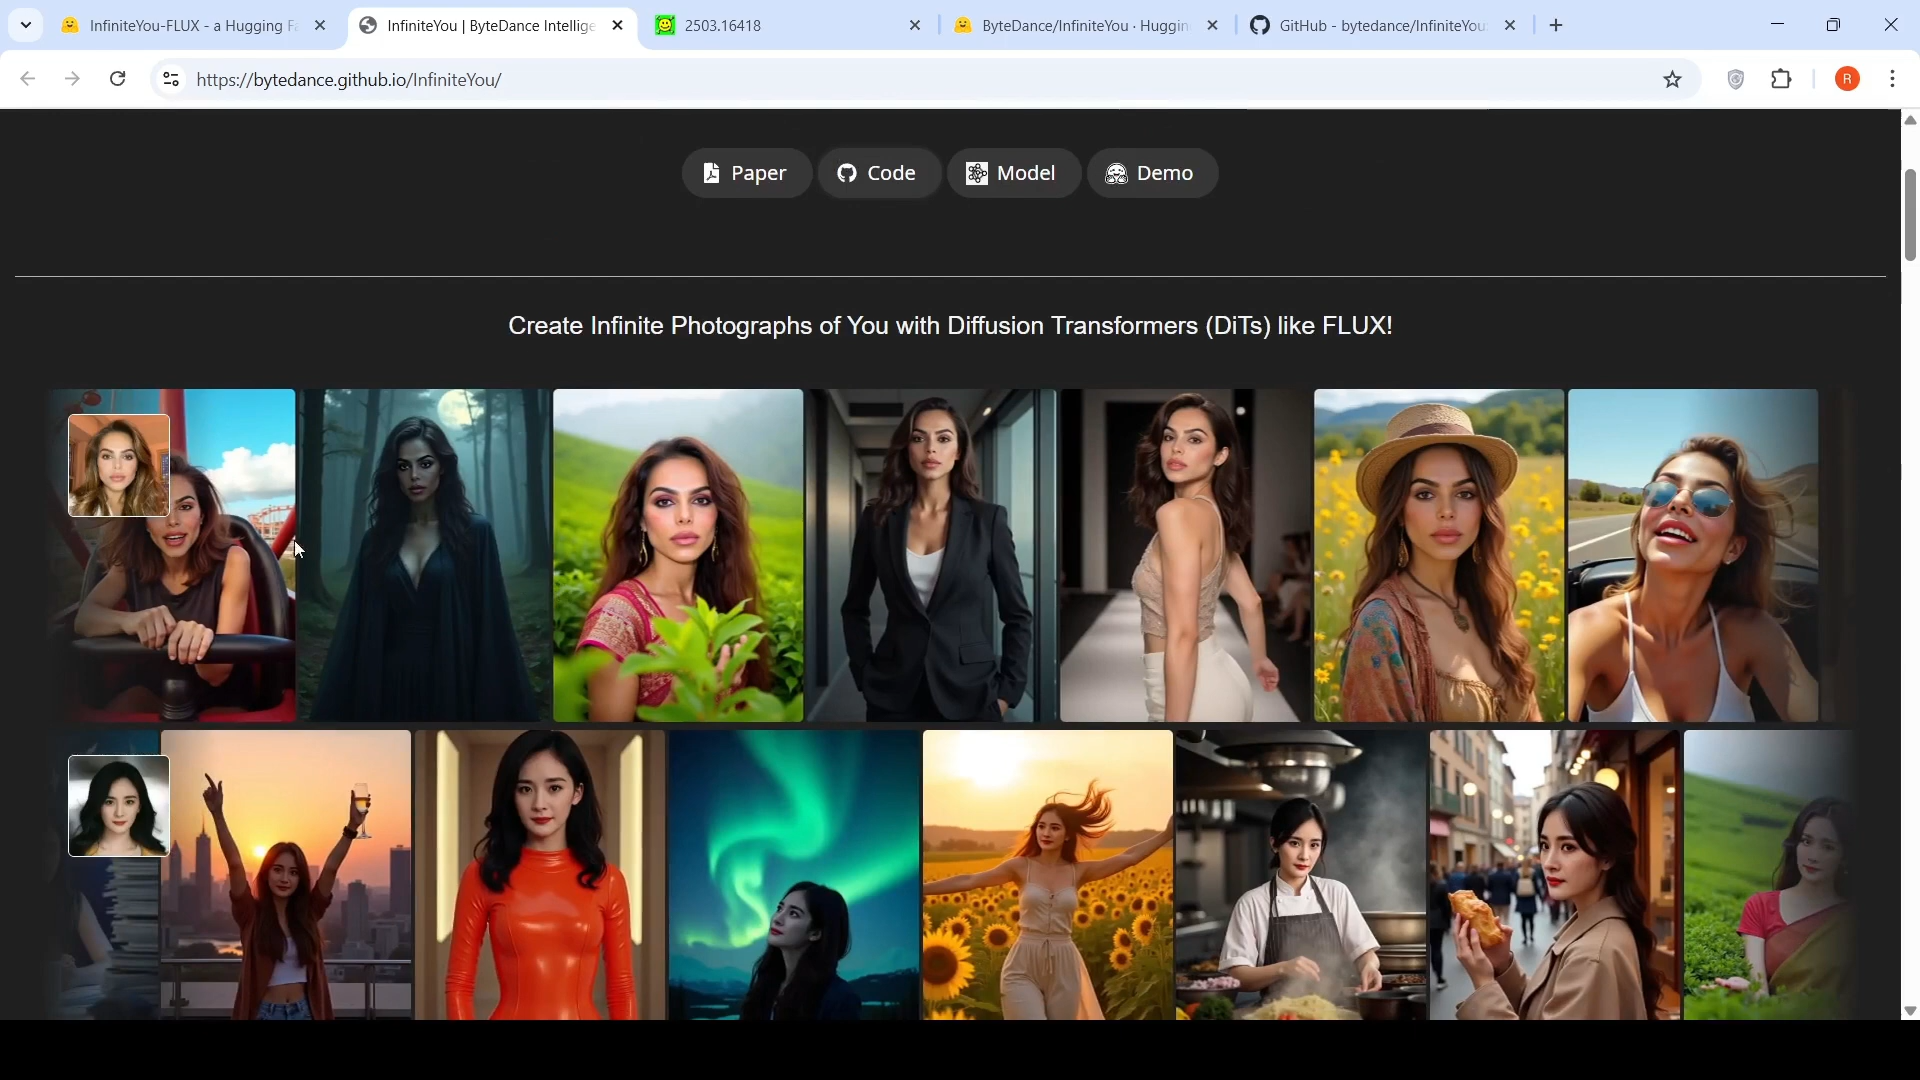 InfiniteYou-FLUX - a Hugging Fa
InfiniteYou | ByteDance Intellige
2503.16418
ByteDance/InfiniteYou · Huggin
GitHub - bytedance/InfiniteYou:
https://bytedance.github.io/InfiniteYou/
R
Paper
Code
Model
Demo
Create Infinite Photographs of You with Diffusion Transformers (DiTs) like FLUX!